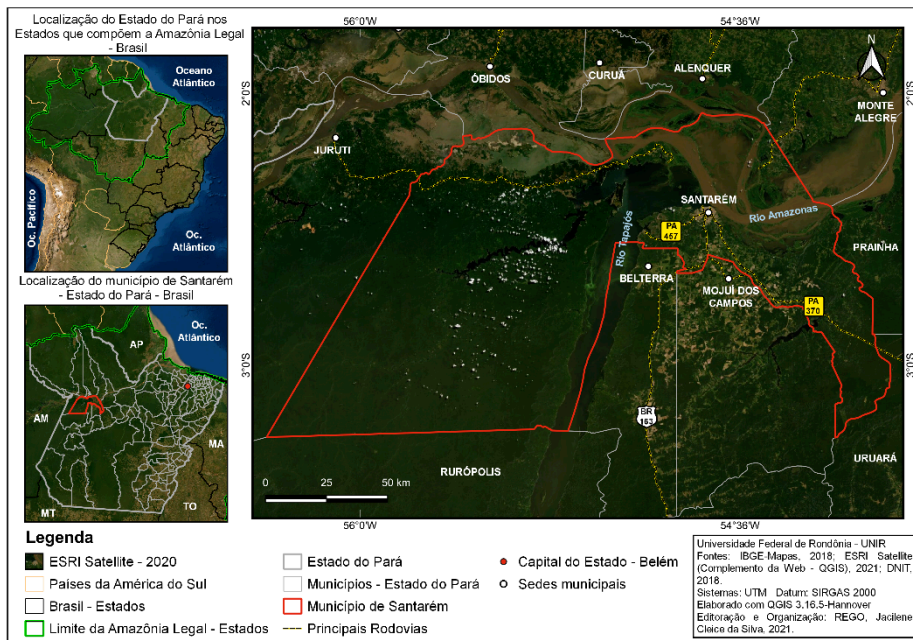 Localização do Estado do Pará nos
Estados que compõem a Amazônia Legal
- Brasil
Oceano
Atlântico
Oc. Pacífico
Oc.
Atlântico
Localização do município de Santarém
- Estado do Pará - Brasil
Oc.
Atlântico
AP
AM
MA
MT
TO
56°0'W
54°36'W
2°0'S
2°0'S
N
ÓBIDOS
CURUÁ
ALENQUER
MONTE
ALEGRE
JURUTI
SANTARÉM
Rio Amazonas
Rio Tapajós
PA
457
PRAINHA
BELTERRA
MOJUÍ DOS
CAMPOS
PA
370
3°0'S
3°0'S
BR
163
RURÓPOLIS
URUARÁ
0 25 50 km
56°0'W
54°36'W
Legenda
ESRI Satellite - 2020
Países da América do Sul
Brasil - Estados
Limite da Amazônia Legal - Estados
Estado do Pará
Municípios - Estado do Pará
Município de Santarém
Principais Rodovias
Capital do Estado - Belém
Sedes municipais
Universidade Federal de Rondônia - UNIR
Fontes: IBGE-Mapas, 2018; ESRI Satellite
(Complemento da Web - QGIS), 2021; DNIT,
2018.
Sistemas: UTM Datum: SIRGAS 2000
Elaborado com QGIS 3.16.5-Hannover
Editoração e Organização: REGO, Jacilene
Cleice da Silva, 2021.